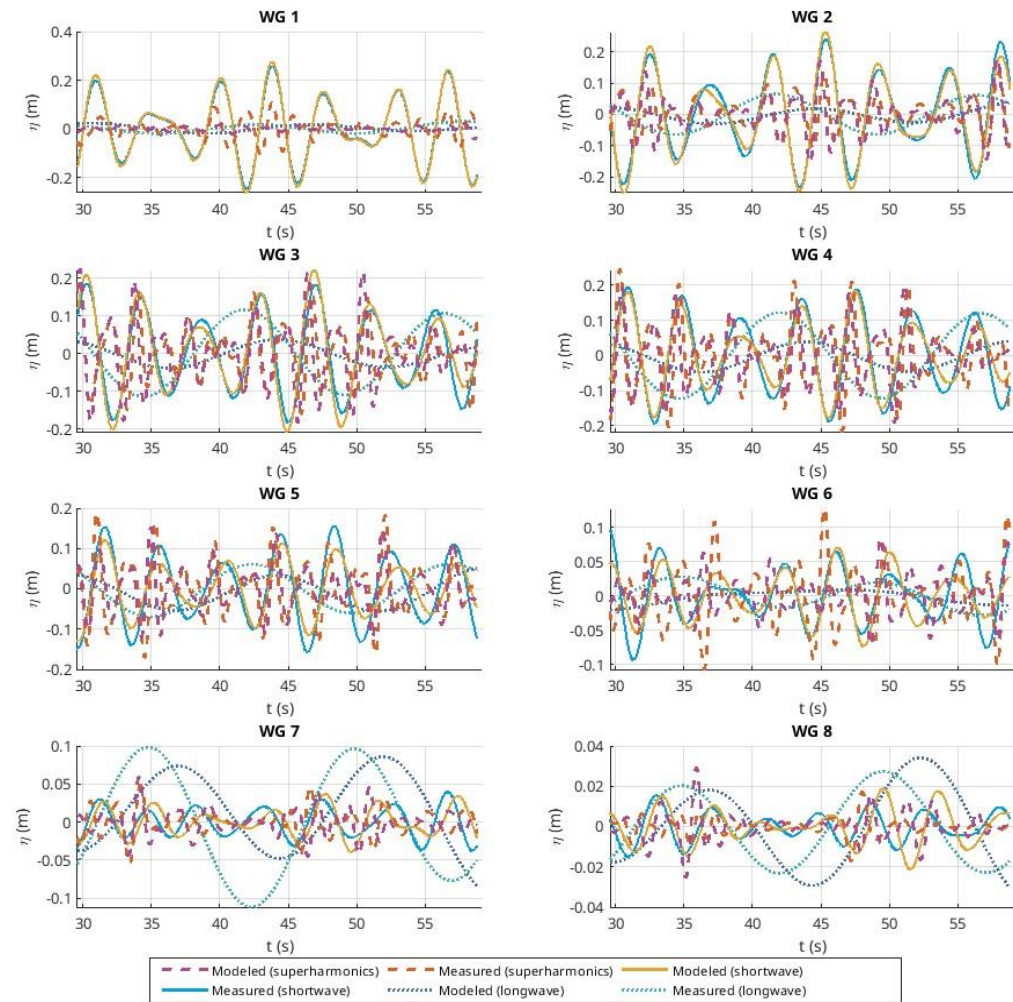 WG 1
0.4
0.2
0
-0.2
η (m)
30 35 40 45 50 55
t (s)
WG 2
0.2
0.1
0
-0.1
-0.2
η (m)
30 35 40 45 50 55
t (s)
WG 3
0.2
0.1
0
-0.1
-0.2
η (m)
30 35 40 45 50 55
t (s)
WG 4
0.2
0.1
0
-0.1
-0.2
η (m)
30 35 40 45 50 55
t (s)
WG 5
0.2
0.1
0
-0.1
-0.2
η (m)
30 35 40 45 50 55
t (s)
WG 6
0.1
0.05
0
-0.05
-0.1
η (m)
30 35 40 45 50 55
t (s)
WG 7
0.1
0.05
0
-0.05
-0.1
η (m)
30 35 40 45 50 55
t (s)
WG 8
0.04
0.02
0
-0.02
-0.04
η (m)
30 35 40 45 50 55
t (s)
Modeled (superharmonics) Measured (superharmonics) Modeled (shortwave)
Measured (shortwave) Modeled (longwave) Measured (longwave)